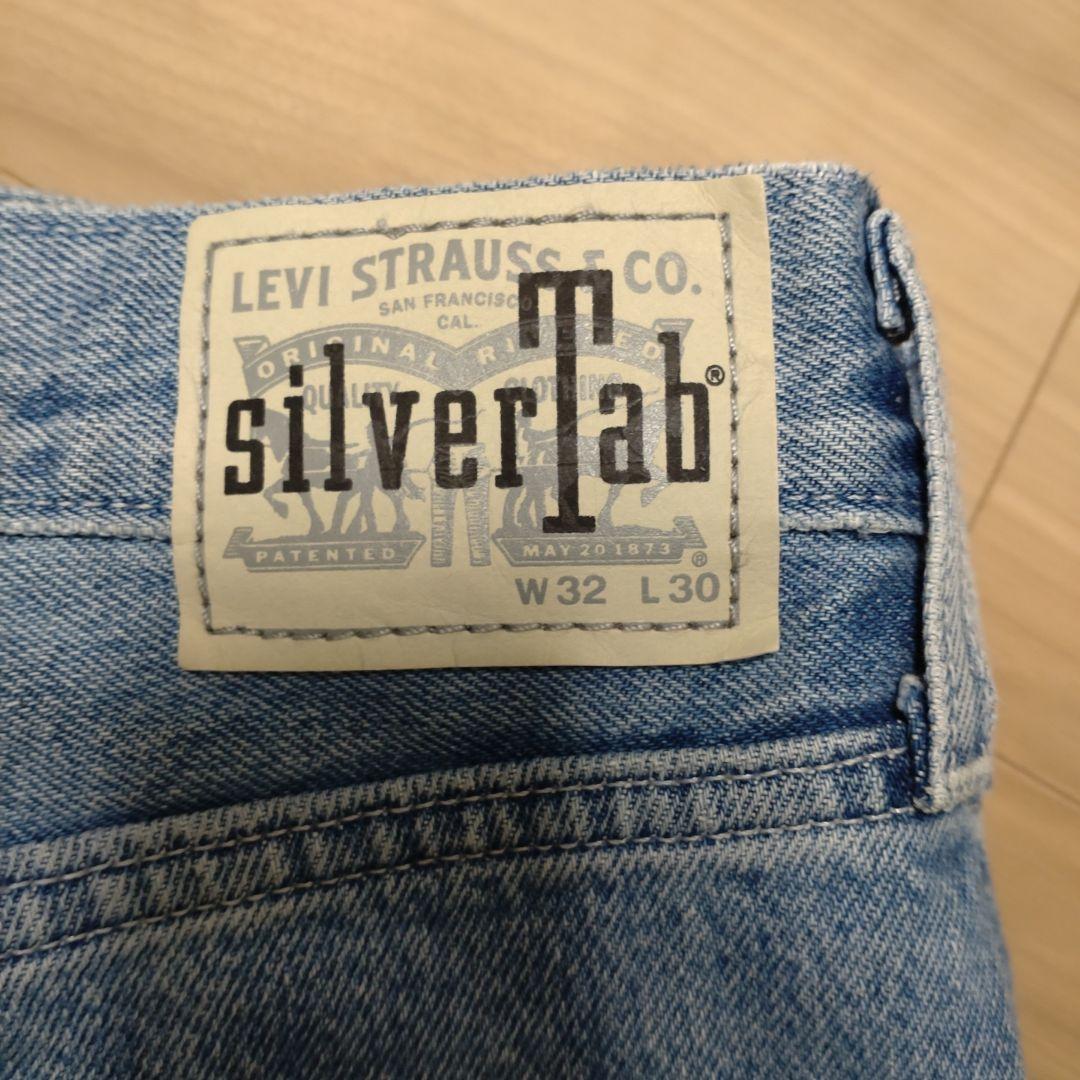 LEVI STRAUSS & CO.
SAN FRANCISCO
CAL.
ORIGINAL RIVETED
QUALITY CLOTHING
silverTab®
PATENTED MAY 20 1873 ®
W32 L30